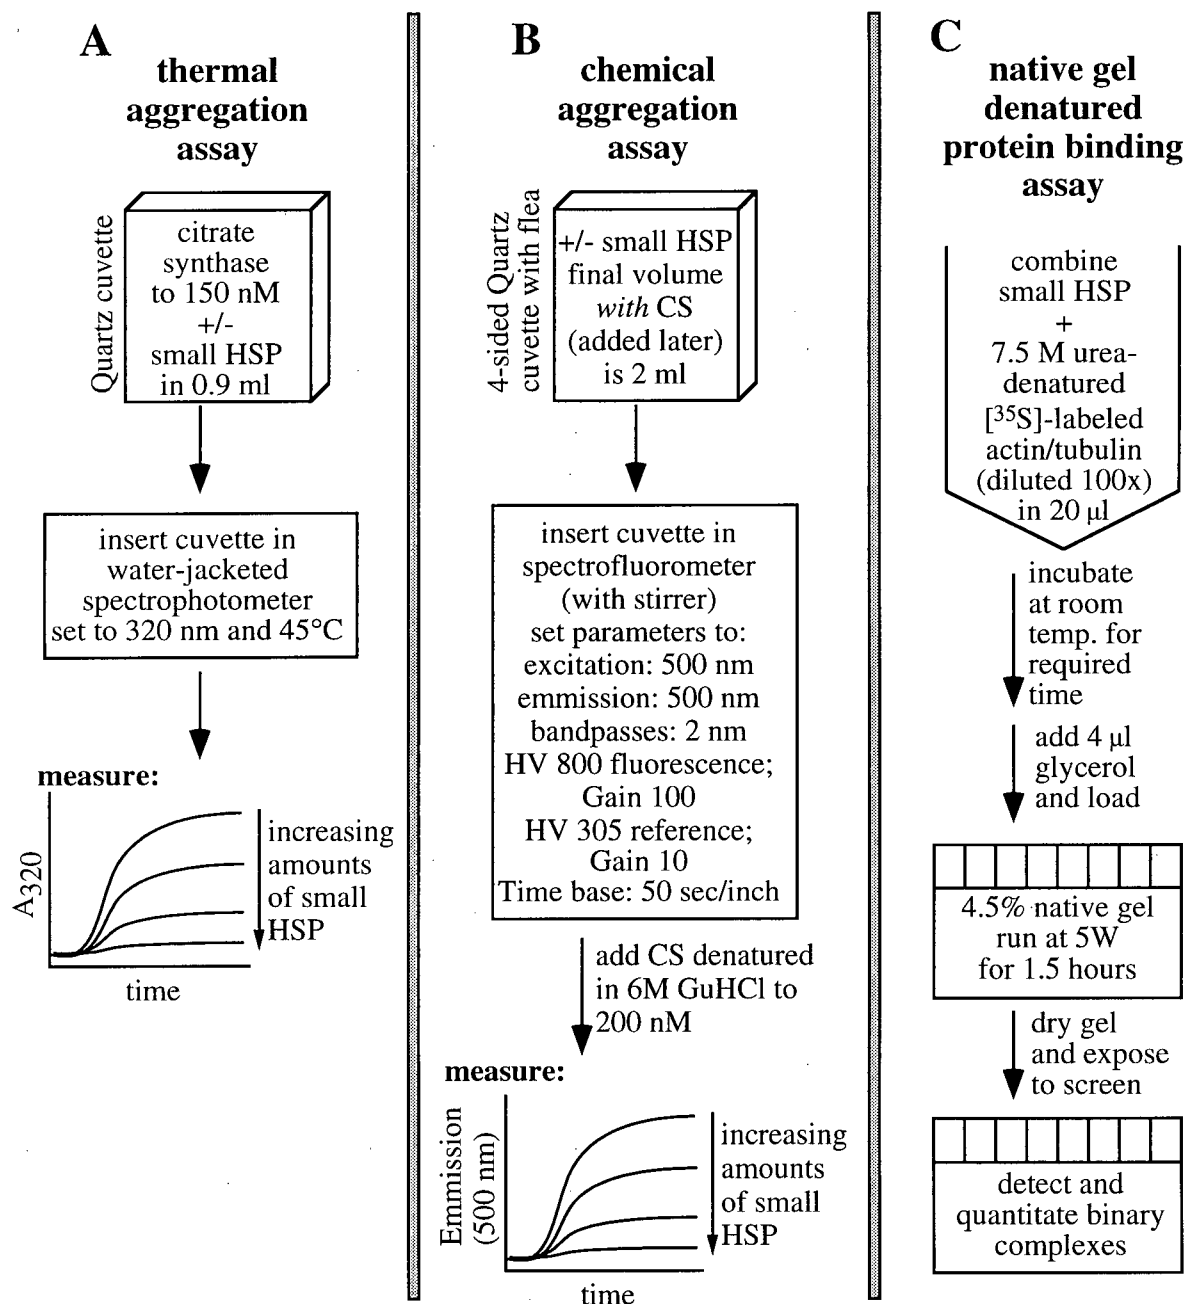 A
thermal
aggregation
assay
Quartz cuvette
citrate
synthase
to 150 nM
+/-
small HSP
in 0.9 ml
insert cuvette in
water-jacketed
spectrophotometer
set to 320 nm and 45°C
measure:
A320
increasing
amounts
of small
HSP
time
B
chemical
aggregation
assay
4-sided Quartz
cuvette with flea
+/- small HSP
final volume
with CS
(added later)
is 2 ml
insert cuvette in
spectrofluorometer
(with stirrer)
set parameters to:
excitation: 500 nm
emmission: 500 nm
bandpasses: 2 nm
HV 800 fluorescence;
Gain 100
HV 305 reference;
Gain 10
Time base: 50 sec/inch
add CS denatured
in 6M GuHCl to
200 nM
measure:
Emmission
(500 nm)
increasing
amounts
of small
HSP
time
C
native gel
denatured
protein binding
assay
combine
small HSP
+
7.5 M urea-
denatured
[35S]-labeled
actin/tubulin
(diluted 100x)
in 20 µl
incubate
at room
temp. for
required
time
add 4 µl
glycerol
and load
4.5% native gel
run at 5W
for 1.5 hours
dry gel
and expose
to screen
detect and
quantitate binary
complexes